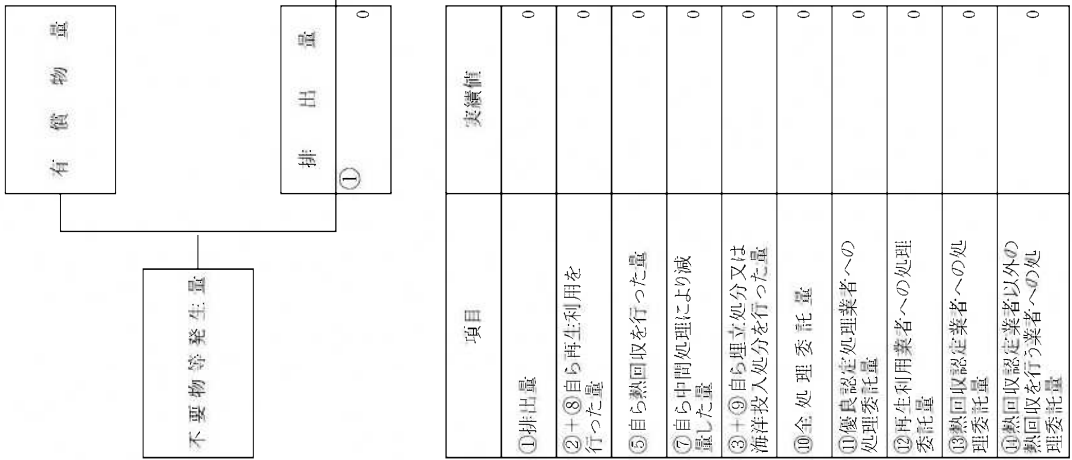 不要物等発生量
有償物量
排出量
①
0
項目
実績値
①排出量
0
②+⑧自ら再生利用を
行った量
0
⑤自ら熱回収を行った量
0
⑦自ら中間処理により減
量した量
0
③+⑨自ら埋立処分又は
海洋投入処分を行った量
0
⑩全処理委託量
0
⑪優良認定処理業者への
処理委託量
0
⑫再生利用業者への処理
委託量
0
⑬熱回収認定業者への処
理委託量
0
⑭熱回収認定業者以外の
熱回収を行う業者への処
理委託量
0